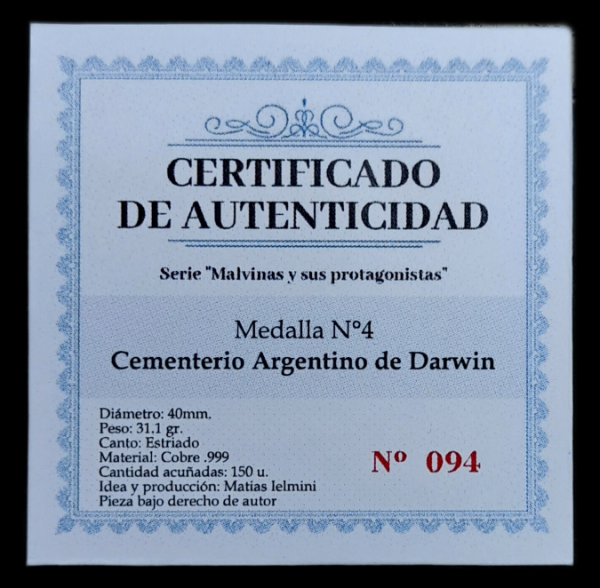 CERTIFICADO
DE AUTENTICIDAD
Serie "Malvinas y sus protagonistas"
Medalla N°4
Cementerio Argentino de Darwin
Diámetro: 40mm.
Peso: 31,1 gr.
Canto: Estriado
Material: Cobre .999
Cantidad acuñadas: 150 u.
Idea y producción: Matias Ielmini
Pieza bajo derecho de autor
Nº 094